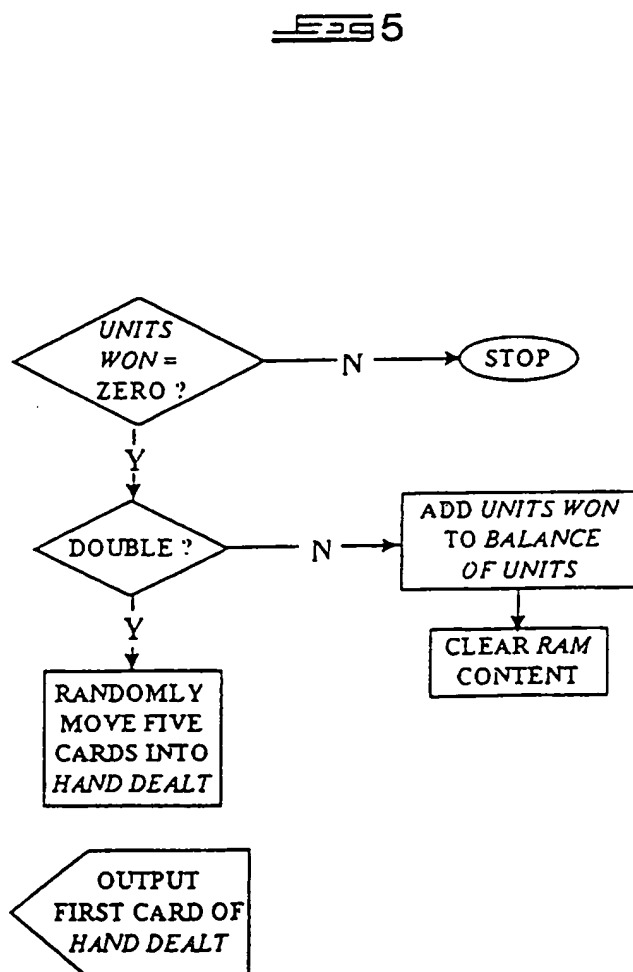 Fig 5
UNITS
WON =
ZERO ?
N
STOP
Y
DOUBLE ?
N
ADD UNITS WON
TO BALANCE
OF UNITS
Y
CLEAR RAM
CONTENT
RANDOMLY
MOVE FIVE
CARDS INTO
HAND DEALT
OUTPUT
FIRST CARD OF
HAND DEALT